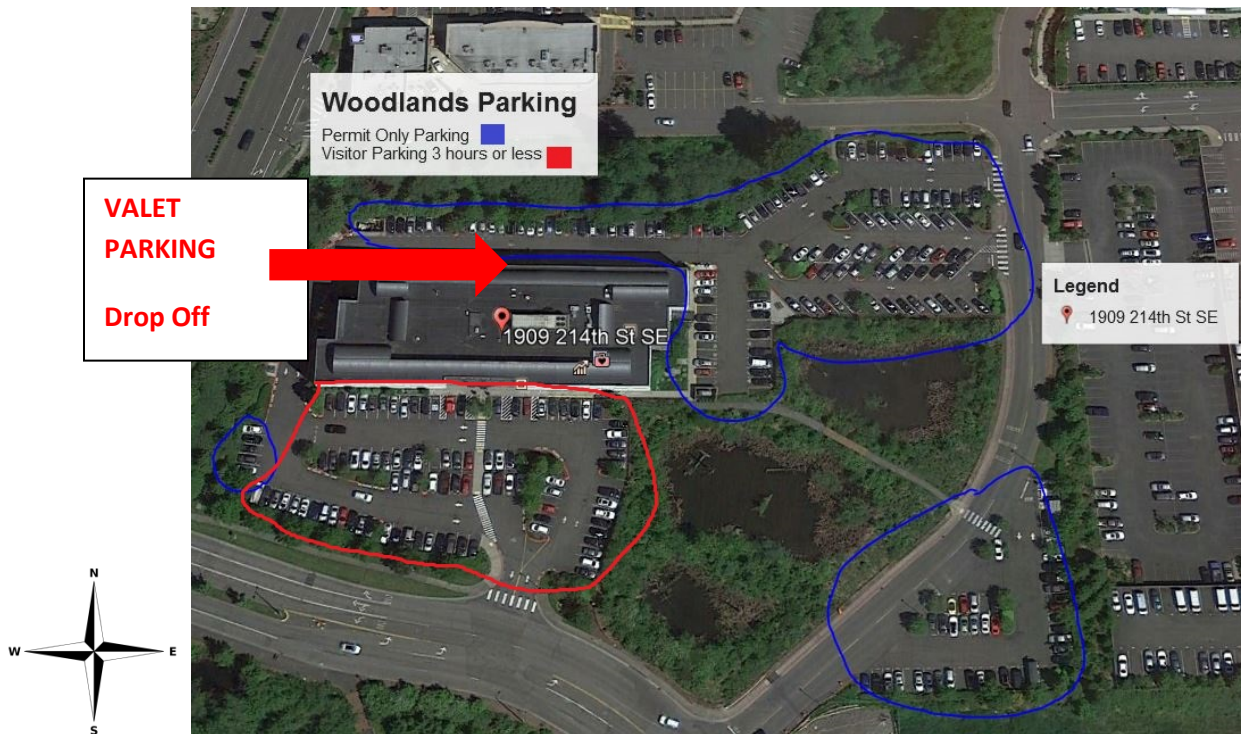 Woodlands Parking
Permit Only Parking
Visitor Parking 3 hours or less
VALET
PARKING
Drop Off
1909 214th St SE
Legend
1909 214th St SE
N
W
E
S